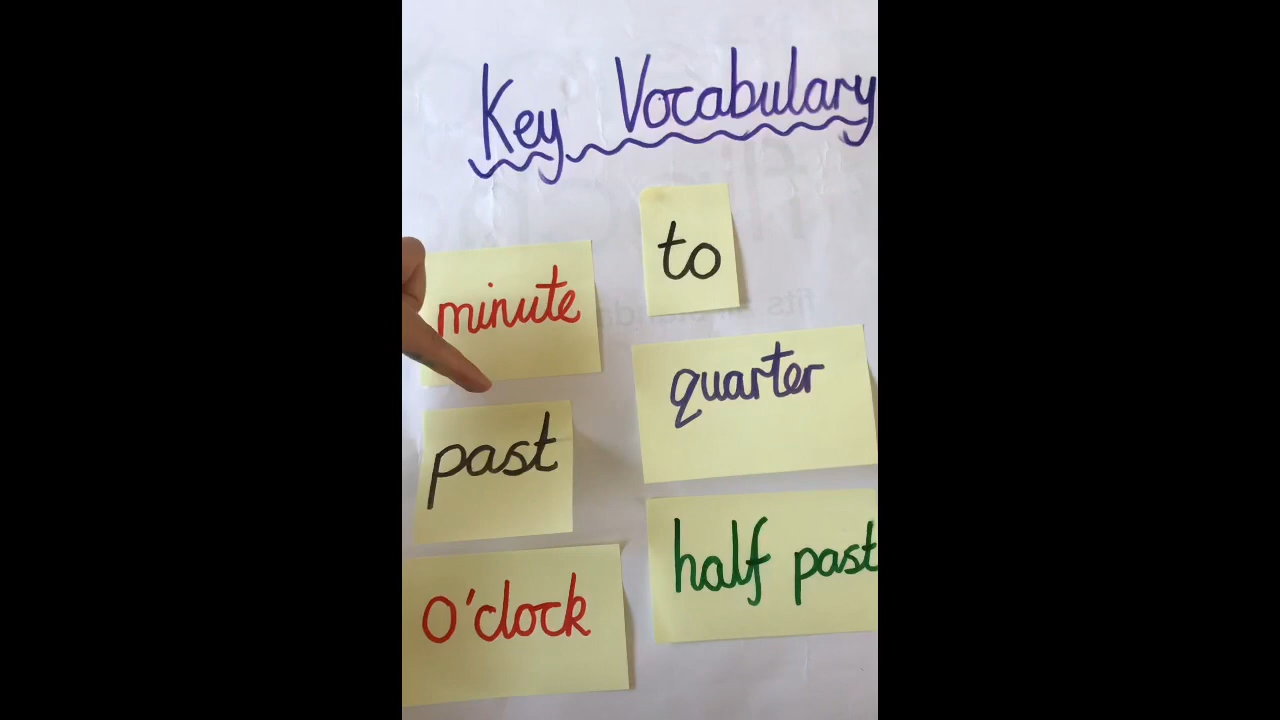 Key Vocabulary
to
minute
quarter
past
half past
o'clock